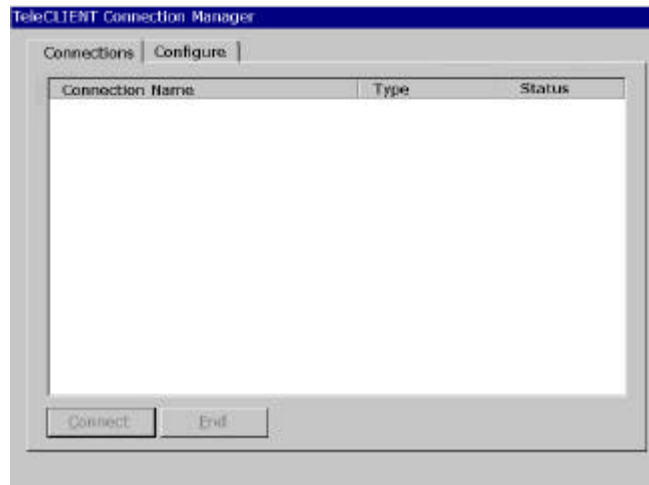 TeleCLIENT Connection Manager
Connections Configure
Connection Name Type Status
Connect End